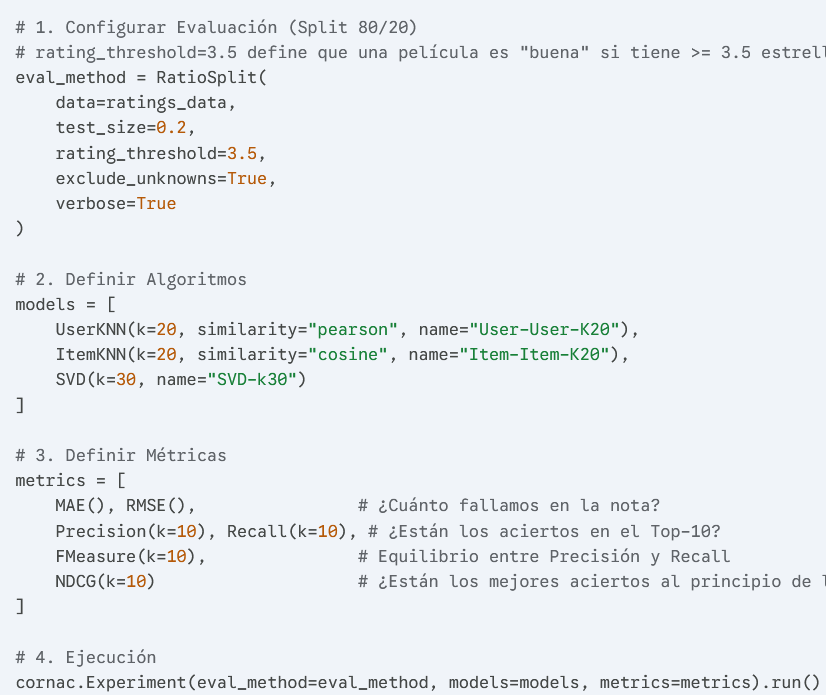 # 1. Configurar Evaluación (Split 80/20)
# rating_threshold=3.5 define que una película es "buena" si tiene >= 3.5
eval_method = RatioSplit(
    data=ratings_data,
    test_size=0.2,
    rating_threshold=3.5,
    exclude_unknowns=True,
    verbose=True
)

# 2. Definir Algoritmos
models = [
    UserKNN(k=20, similarity="pearson", name="User-User-K20"),
    ItemKNN(k=20, similarity="cosine", name="Item-Item-K20"),
    SVD(k=30, name="SVD-k30")
]

# 3. Definir Métricas
metrics = [
    MAE(), RMSE(),                # ¿Cuánto fallamos en la nota?
    Precision(k=10), Recall(k=10), # ¿Están los aciertos en el Top-10?
    FMeasure(k=10),               # Equilibrio entre Precisión y Recall
    NDCG(k=10)                    # ¿Están los mejores aciertos al principio de
]

# 4. Ejecución
cornac.Experiment(eval_method=eval_method, models=models, metrics=metrics).run()